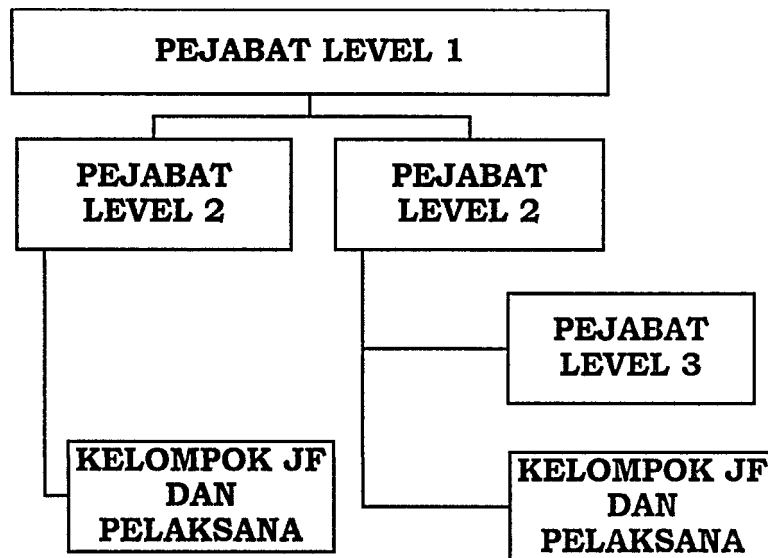 PEJABAT LEVEL 1
PEJABAT
LEVEL 2
PEJABAT
LEVEL 2
PEJABAT
LEVEL 3
KELOMPOK JF
DAN
PELAKSANA
KELOMPOK JF
DAN
PELAKSANA